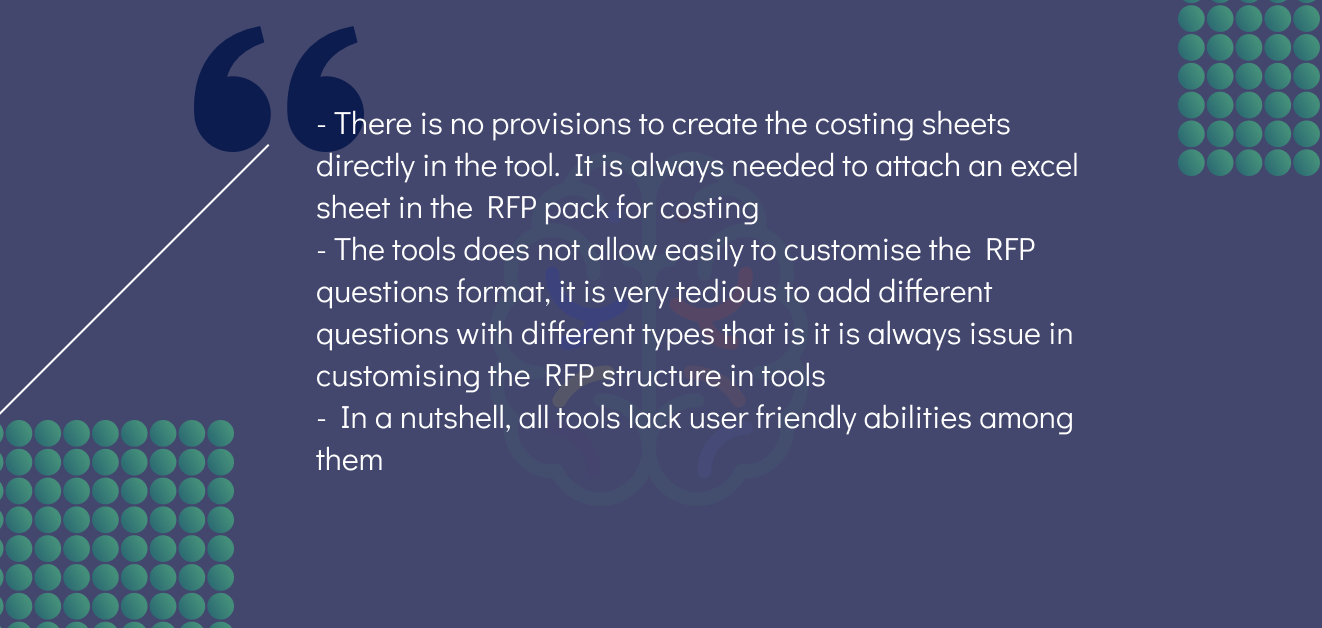 - There is no provisions to create the costing sheets
directly in the tool.  It is always needed to attach an excel
sheet in the  RFP pack for costing
- The tools does not allow easily to customise the  RFP
questions format, it is very tedious to add different
questions with different types that is it is always issue in
customising the  RFP structure in tools
-  In a nutshell, all tools lack user friendly abilities among
them